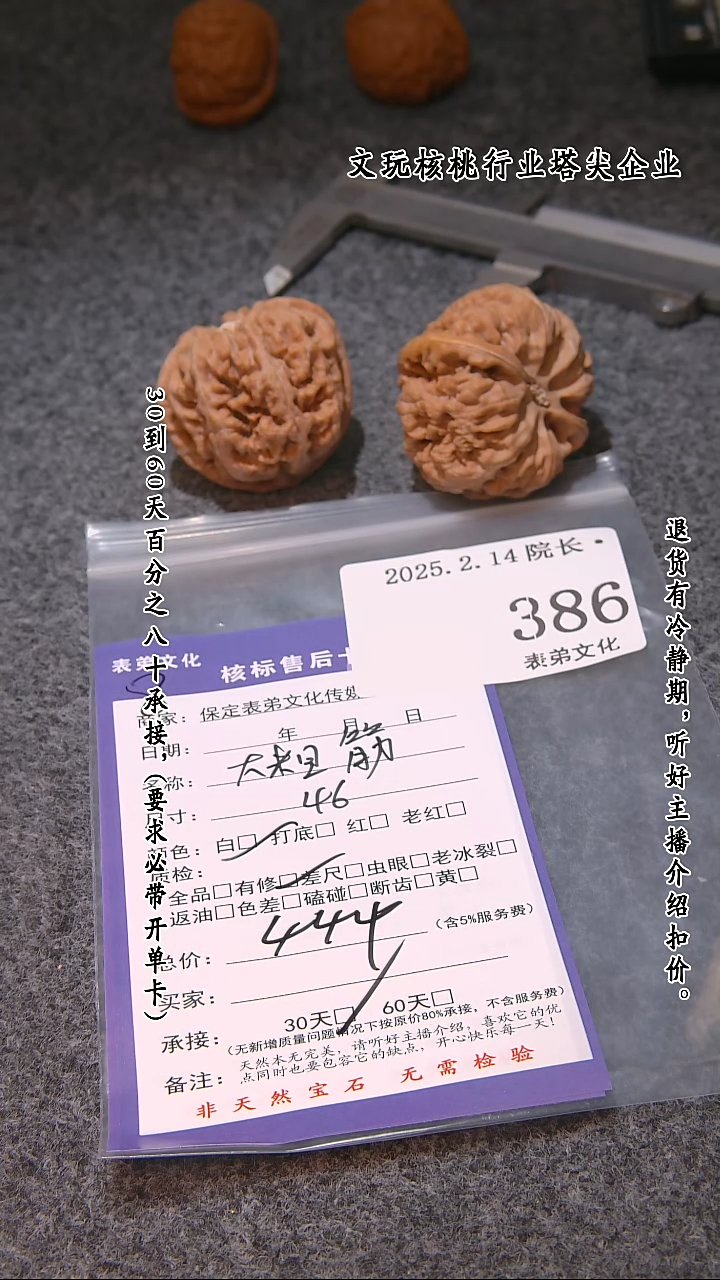 文玩核桃行业塔尖企业
30到60天百分之八十承接，(要求必带开单卡)
退货有冷静期，听好主播介绍扣价。
2025.2.14 院长·
386
表弟文化
表弟文化 核标售后卡
商家：保定表弟文化传媒
日期： 年 月 日
名称：
尺寸：46
颜色：白□ 打底□ 红□ 老红□
质检：
全品□有修□差尺□虫眼□老冰裂□
返油□色差□磕碰□断齿□黄□
总价：444 (含5%服务费)
买家：
承接：30天□ 60天□
(无新增质量问题情况下按原价80%承接，不含服务费)
备注：天然本无完美，请听好主播介绍，喜欢它的优
点同时也要包容它的缺点，开心快乐每一天！
非天然宝石 无需检验